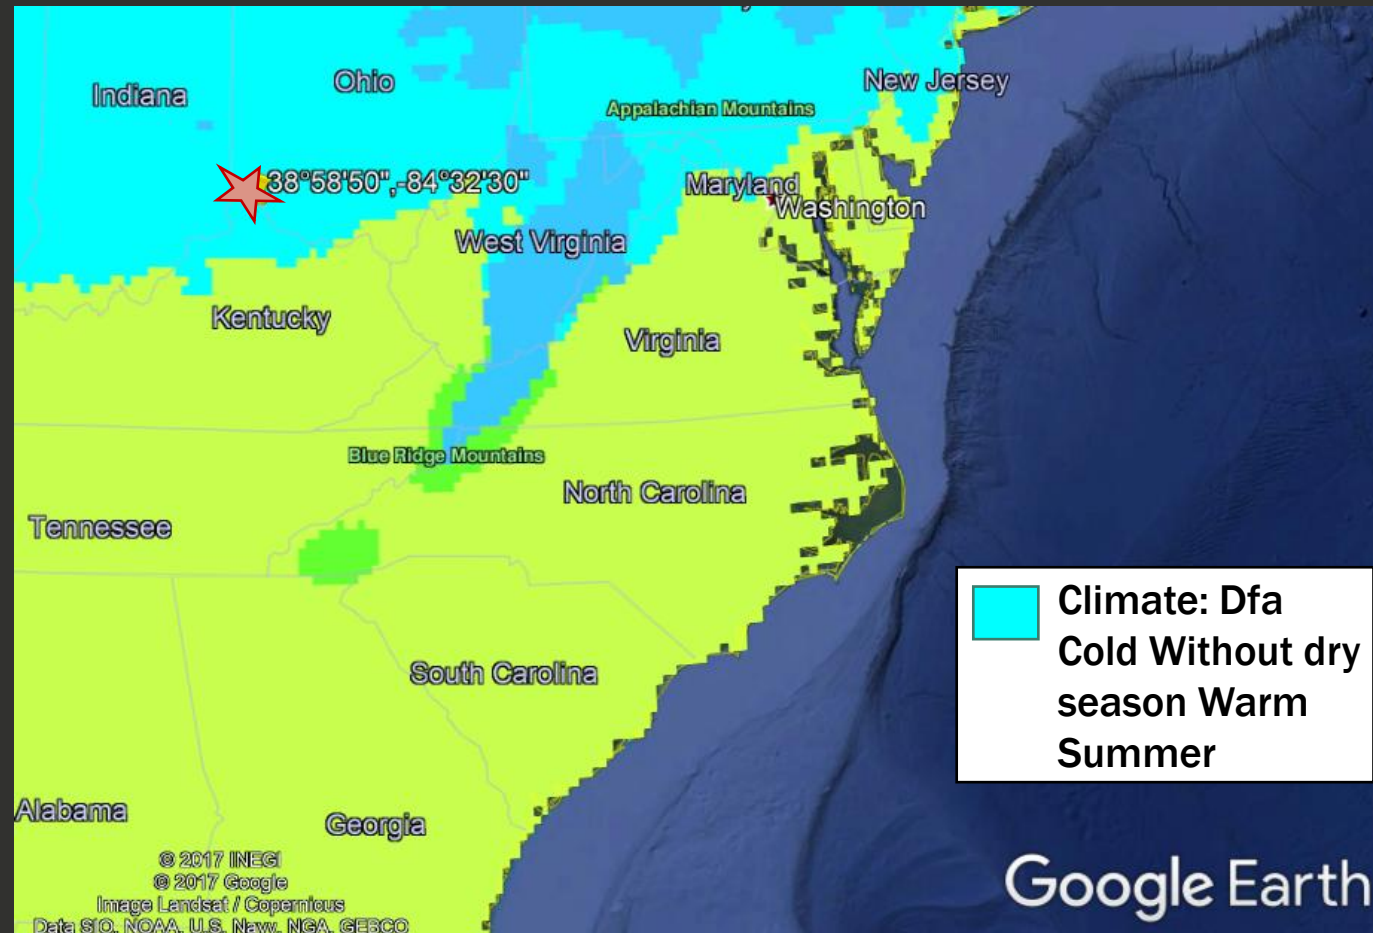 Indiana
Ohio
New Jersey
Appalachian Mountains
38°58'50",-84°32'30"
Maryland
Washington
West Virginia
Kentucky
Virginia
Blue Ridge Mountains
North Carolina
Tennessee
South Carolina
Alabama
Georgia
Climate: Dfa
Cold Without dry
season Warm
Summer
© 2017 INEGI
© 2017 Google
Image Landsat / Copernicus
Data SIO, NOAA, U.S. Navy, NGA, GEBCO
Google Earth